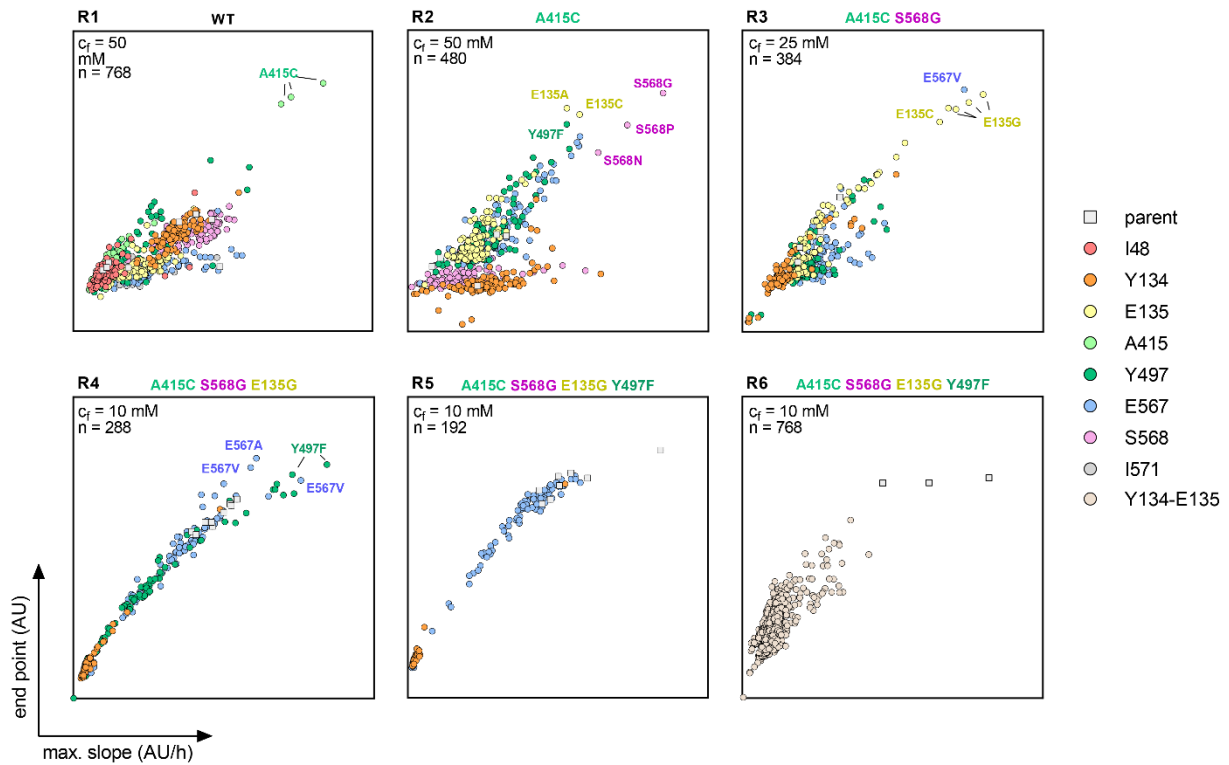 R1 WT
c_f = 50
mM
n = 768
A415C
R2 A415C
c_f = 50 mM
n = 480
S568G
E135A
E135C
Y497F
S568P
S568N
R3 A415C S568G
c_f = 25 mM
n = 384
E567V
E135C
E135G
R4 A415C S568G E135G
c_f = 10 mM
n = 288
E567A
Y497F
E567V
E567V
R5 A415C S568G E135G Y497F
c_f = 10 mM
n = 192
R6 A415C S568G E135G Y497F
c_f = 10 mM
n = 768
parent
I48
Y134
E135
A415
Y497
E567
S568
I571
Y134-E135
end point (AU)
max. slope (AU/h)